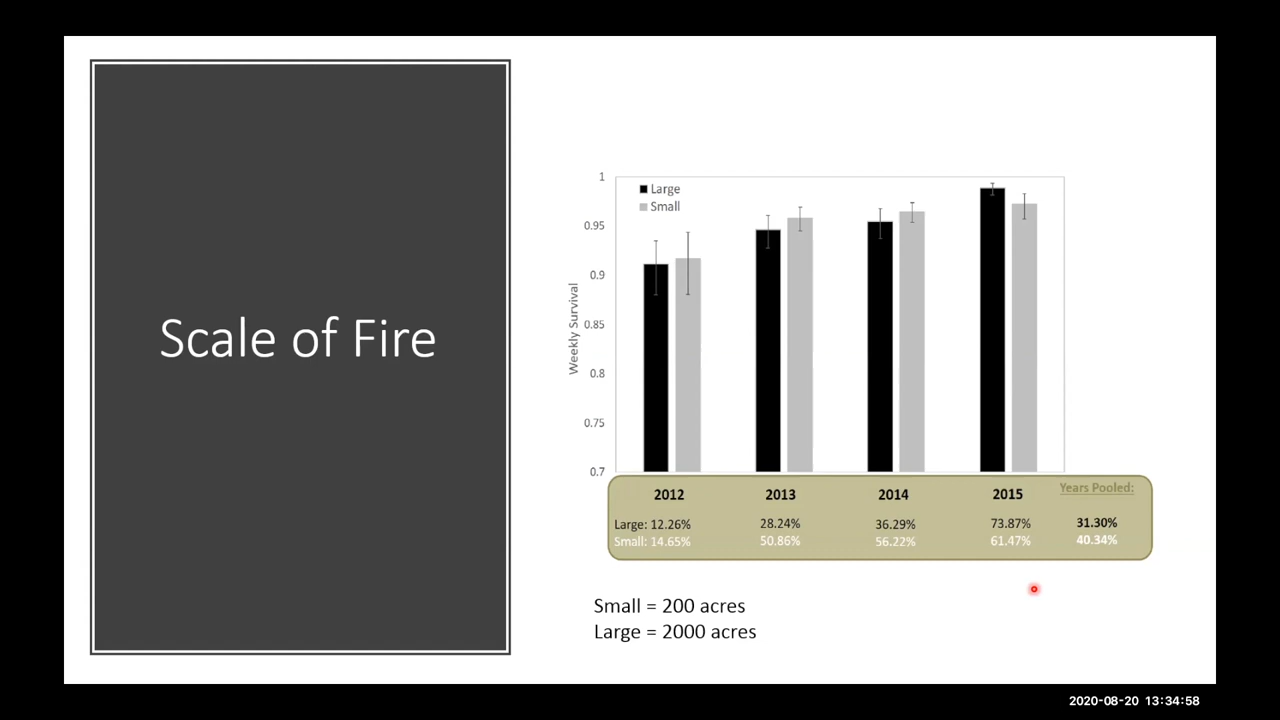 Scale of Fire
1
0.95
0.9
0.85
0.8
0.75
0.7
Weekly Survival
Large
Small
2012 2013 2014 2015 Years Pooled:
Large: 12.26% 28.24% 36.29% 73.87% 31.30%
Small: 14.65% 50.86% 56.22% 61.47% 40.34%
Small = 200 acres
Large = 2000 acres
2020-08-20 13:34:58